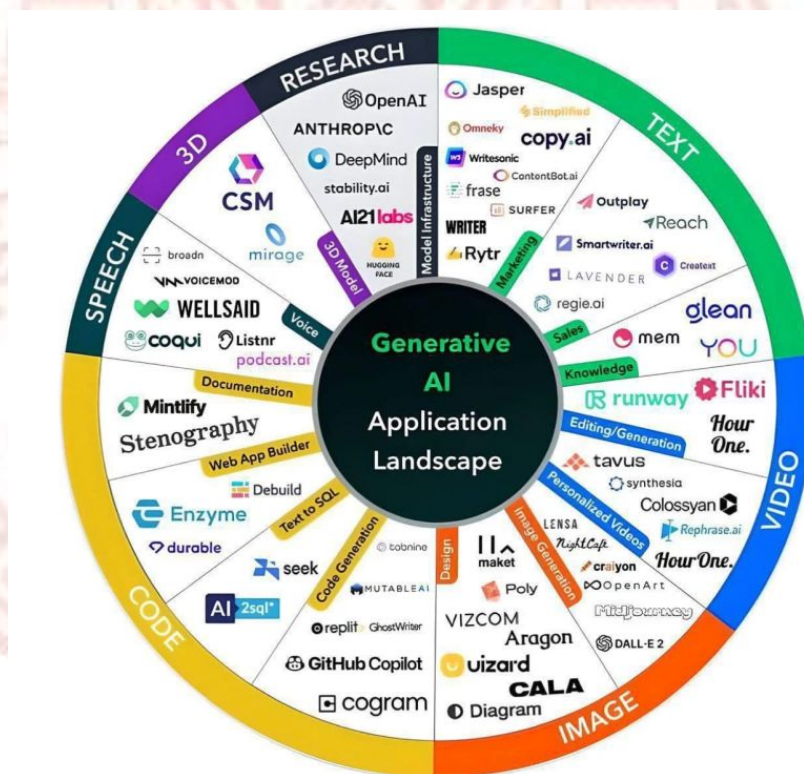 RESEARCH
OpenAI
ANTHROP\C
DeepMind
stability.ai
AI21labs
HUGGING
FACE
Model Infrastructure
TEXT
Jasper
Simplified
Omneky
copy.ai
Writesonic
ContentBot.ai
frase
SURFER
WRITER
Rytr
Marketing
Outplay
Reach
Smartwriter.ai
Creatext
LAVENDER
regie.ai
Sales
glean
mem
YOU
Knowledge
VIDEO
runway
Fliki
Hour
One.
Editing/Generation
tavus
synthesia
Colossyan
Rephrase.ai
HourOne.
Personalized Videos
IMAGE
LENSA
NightCafe
craiyon
OpenArt
Midjourney
DALL·E 2
Image Generation
maket
Poly
VIZCOM
Aragon
uizard
CALA
Diagram
Design
CODE
tabnine
MUTABLEAI
replit GhostWriter
GitHub Copilot
cogram
Code Generation
seek
AI 2sql*
Text to SQL
Debuild
Enzyme
durable
Web App Builder
Mintlify
Stenography
Documentation
SPEECH
broadn
VOICEMOD
WELLSAID
coqui
Listnr
podcast.ai
Voice
3D
CSM
mirage
3D Model
Generative
AI
Application
Landscape